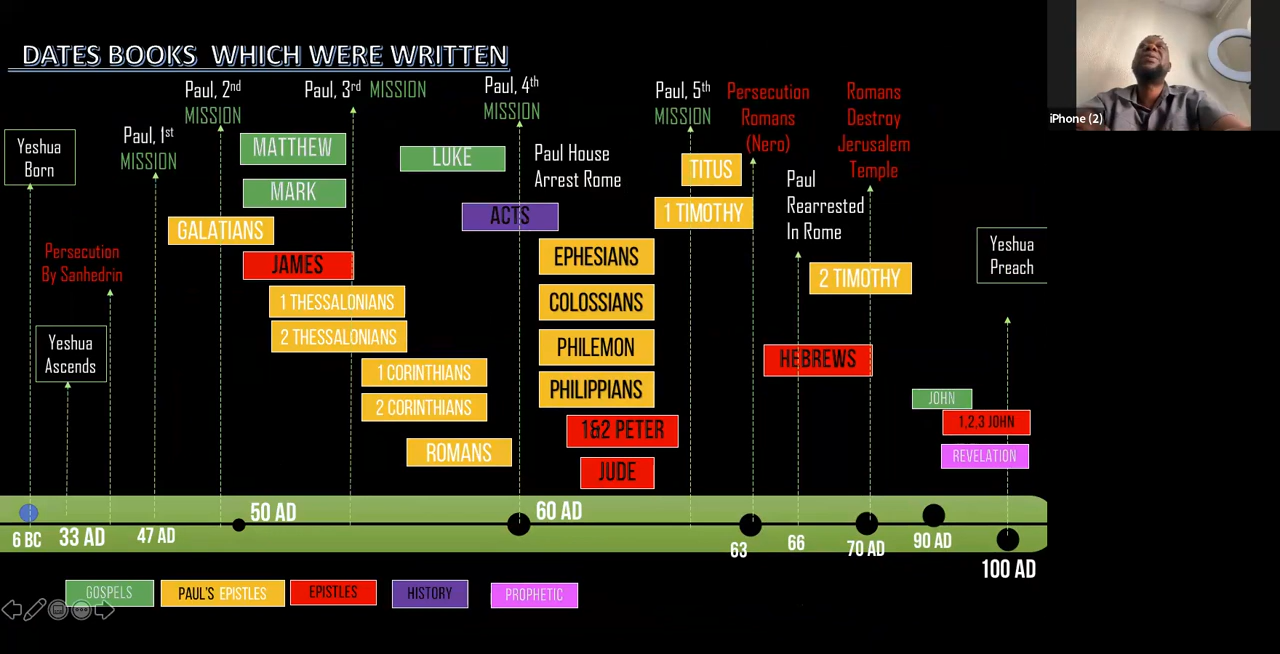 DATES BOOKS WHICH WERE WRITTEN
iPhone (2)
Yeshua
Born
Persecution
By Sanhedrin
Yeshua
Ascends
Paul, 1st
MISSION
Paul, 2nd
MISSION
Paul, 3rd MISSION
Paul, 4th
MISSION
Paul House
Arrest Rome
Paul, 5th
MISSION
Persecution
Romans
(Nero)
Paul
Rearrested
In Rome
Romans
Destroy
Jerusalem
Temple
Yeshua
Preach
MATTHEW
MARK
GALATIANS
JAMES
1 THESSALONIANS
2 THESSALONIANS
1 CORINTHIANS
2 CORINTHIANS
ROMANS
LUKE
ACTS
EPHESIANS
COLOSSIANS
PHILEMON
PHILIPPIANS
1&2 PETER
JUDE
TITUS
1 TIMOTHY
2 TIMOTHY
HEBREWS
JOHN
1,2,3 JOHN
REVELATION
6 BC
33 AD
47 AD
50 AD
60 AD
63
66
70 AD
90 AD
100 AD
GOSPELS
PAUL'S EPISTLES
EPISTLES
HISTORY
PROPHETIC